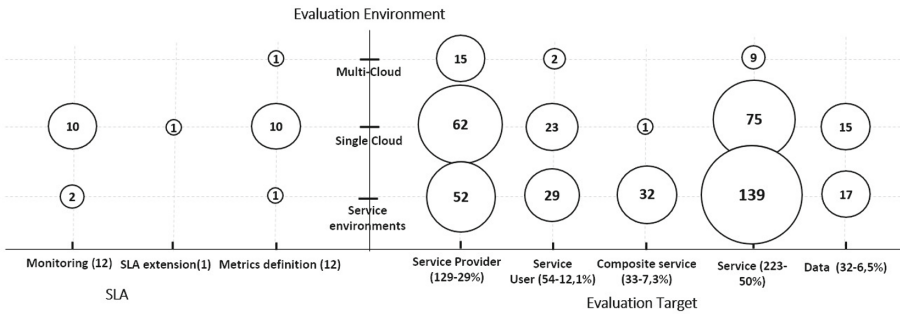 Evaluation Environment
1
15
2
9
Multi-Cloud
10
1
10
62
23
1
75
15
Single Cloud
2
1
52
29
32
139
17
Service
environments
Monitoring (12)
SLA extension(1)
Metrics definition (12)
Service Provider
(129-29%)
Service
User (54-12,1%)
Composite service
(33-7,3%)
Service (223-
50%)
Data (32-6,5%)
SLA
Evaluation Target